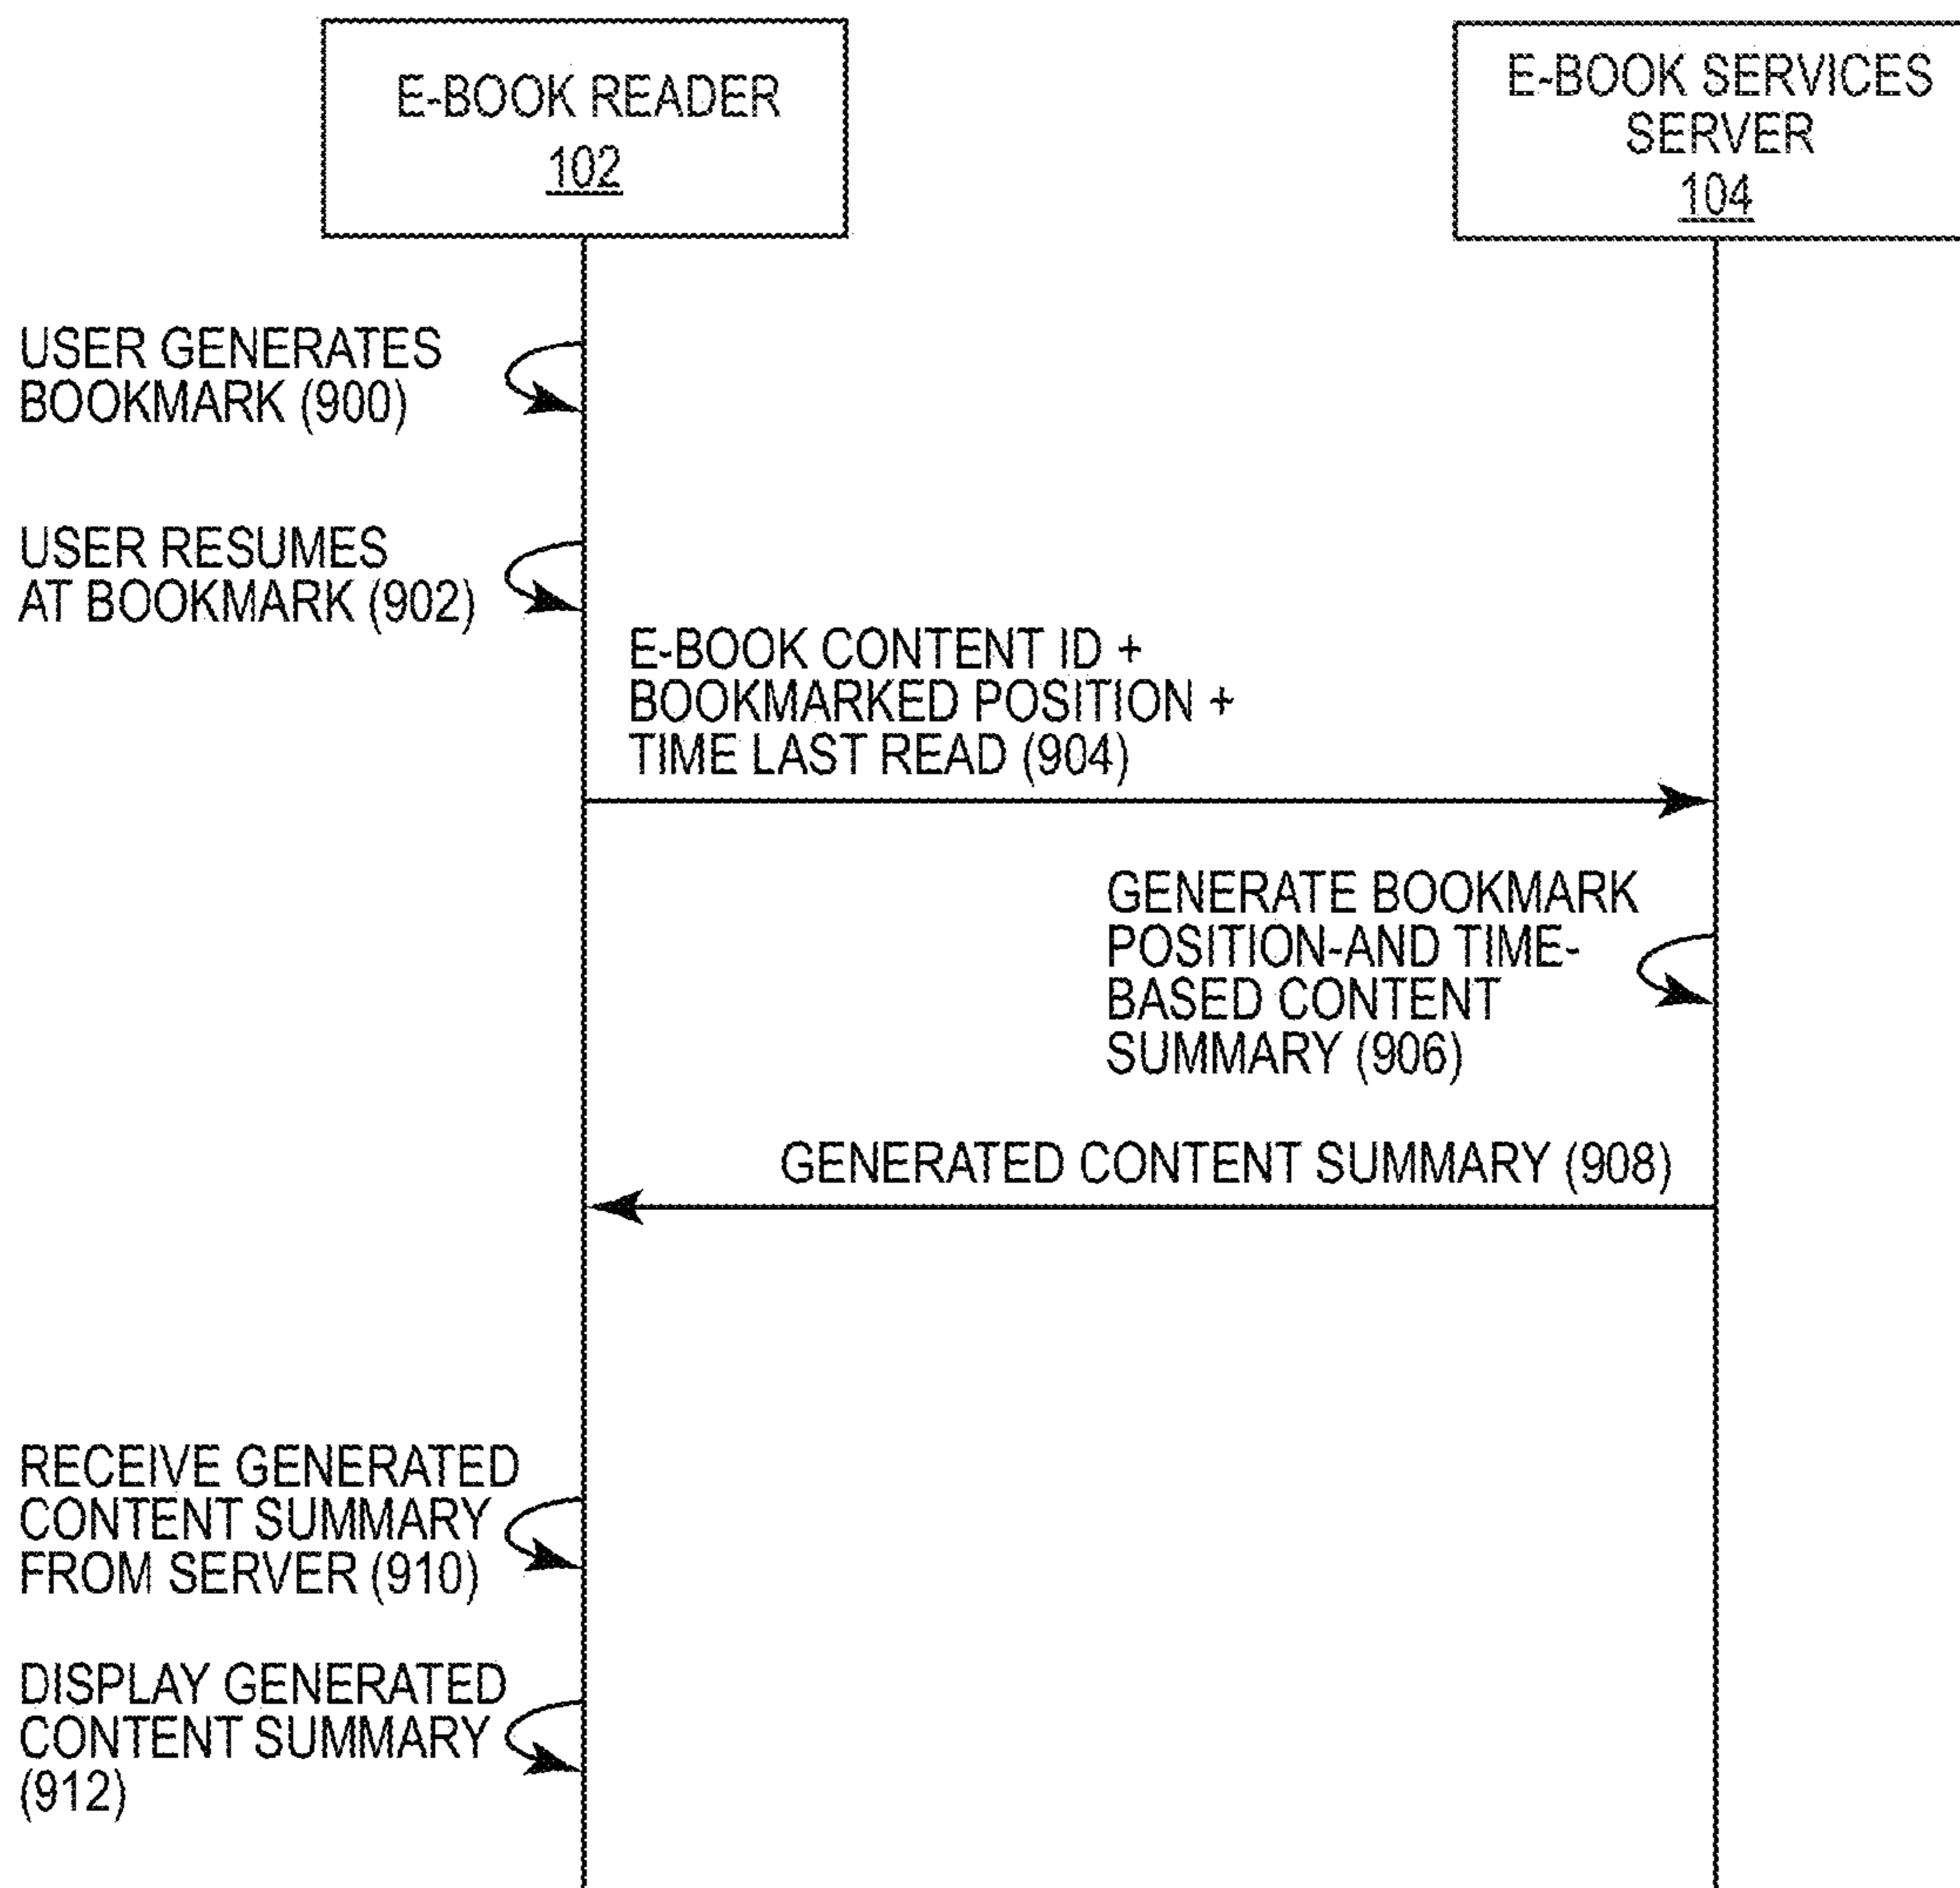 E-BOOK READER
102
E-BOOK SERVICES
SERVER
104
USER GENERATES
BOOKMARK (900)
USER RESUMES
AT BOOKMARK (902)
E-BOOK CONTENT ID +
BOOKMARKED POSITION +
TIME LAST READ (904)
GENERATE BOOKMARK
POSITION-AND TIME-
BASED CONTENT
SUMMARY (906)
GENERATED CONTENT SUMMARY (908)
RECEIVE GENERATED
CONTENT SUMMARY
FROM SERVER (910)
DISPLAY GENERATED
CONTENT SUMMARY
(912)